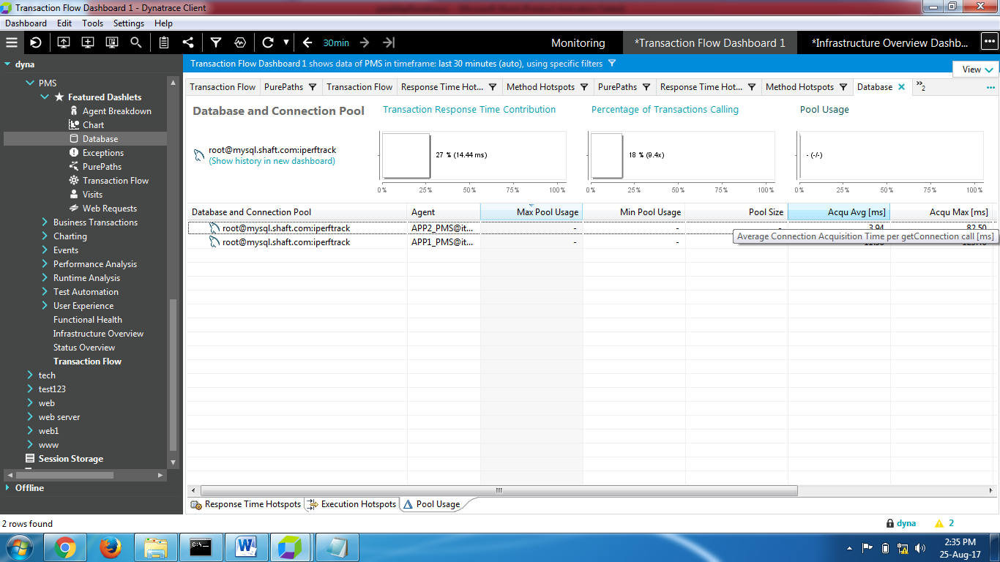 Transaction Flow Dashboard 1 - Dynatrace Client
Dashboard Edit Tools Settings Help
30min
Monitoring
*Transaction Flow Dashboard 1
*Infrastructure Overview Dashb...
dyna
PMS
Featured Dashlets
Agent Breakdown
Chart
Database
Exceptions
PurePaths
Transaction Flow
Visits
Web Requests
Business Transactions
Charting
Events
Performance Analysis
Runtime Analysis
Test Automation
User Experience
Functional Health
Infrastructure Overview
Status Overview
Transaction Flow
tech
test123
web
web server
web1
www
Session Storage
Offline
Transaction Flow Dashboard 1 shows data of PMS in timeframe: last 30 minutes (auto), using specific filters
View
Transaction Flow PurePaths Transaction Flow Response Time Hot... Method Hotspots PurePaths Response Time Hot... Method Hotspots Database »2
Database and Connection Pool
Transaction Response Time Contribution
Percentage of Transactions Calling
Pool Usage
root@mysql.shaft.com:iperftrack
(Show history in new dashboard)
27 % (14.44 ms)
18 % (9.4x)
- (-/-)
0 % 25 % 50 % 75 % 100 %
0 % 25 % 50 % 75 % 100 %
0 % 25 % 50 % 75 % 100 %
Database and Connection Pool Agent Max Pool Usage Min Pool Usage Pool Size Acqu Avg [ms] Acqu Max [ms]
root@mysql.shaft.com:iperftrack APP2_PMS@it... - - - 3.94 82.50
root@mysql.shaft.com:iperftrack APP1_PMS@it... - -
Average Connection Acquisition Time per getConnection call [ms]
Response Time Hotspots Execution Hotspots Pool Usage
2 rows found
dyna
2
2:35 PM
25-Aug-17